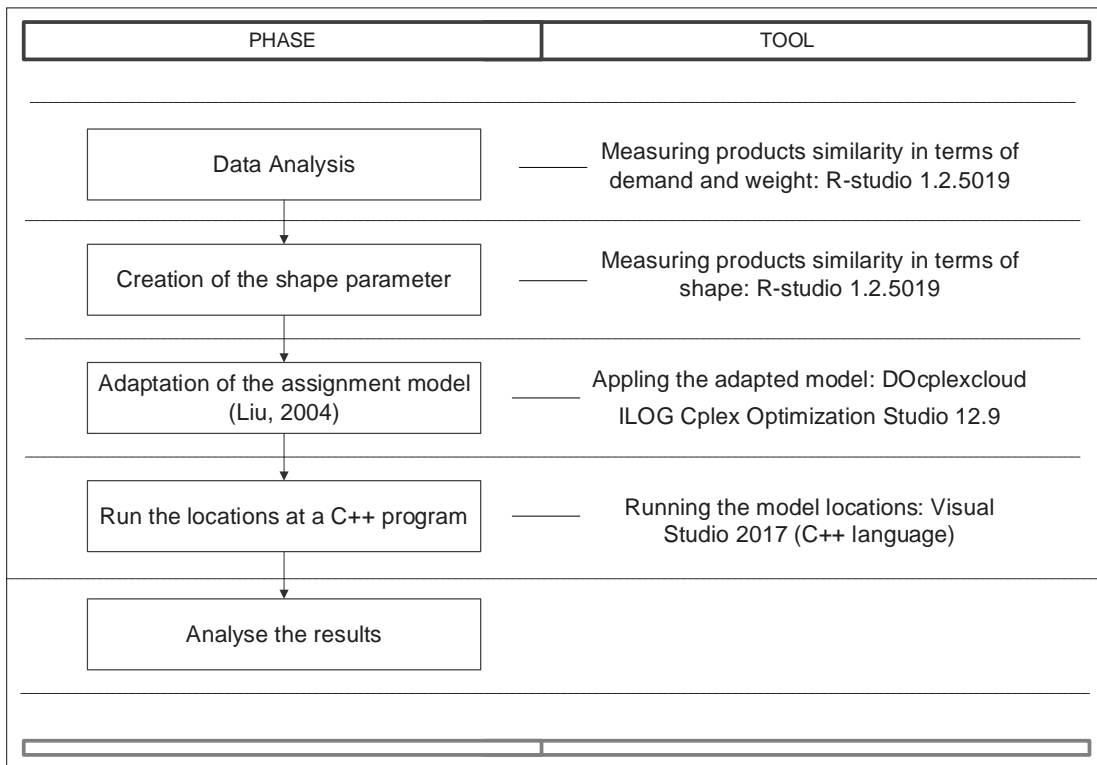 PHASE
TOOL
Data Analysis
Measuring products similarity in terms of
demand and weight: R-studio 1.2.5019
Creation of the shape parameter
Measuring products similarity in terms of
shape: R-studio 1.2.5019
Adaptation of the assignment model
(Liu, 2004)
Appling the adapted model: DOcplexcloud
ILOG Cplex Optimization Studio 12.9
Run the locations at a C++ program
Running the model locations: Visual
Studio 2017 (C++ language)
Analyse the results